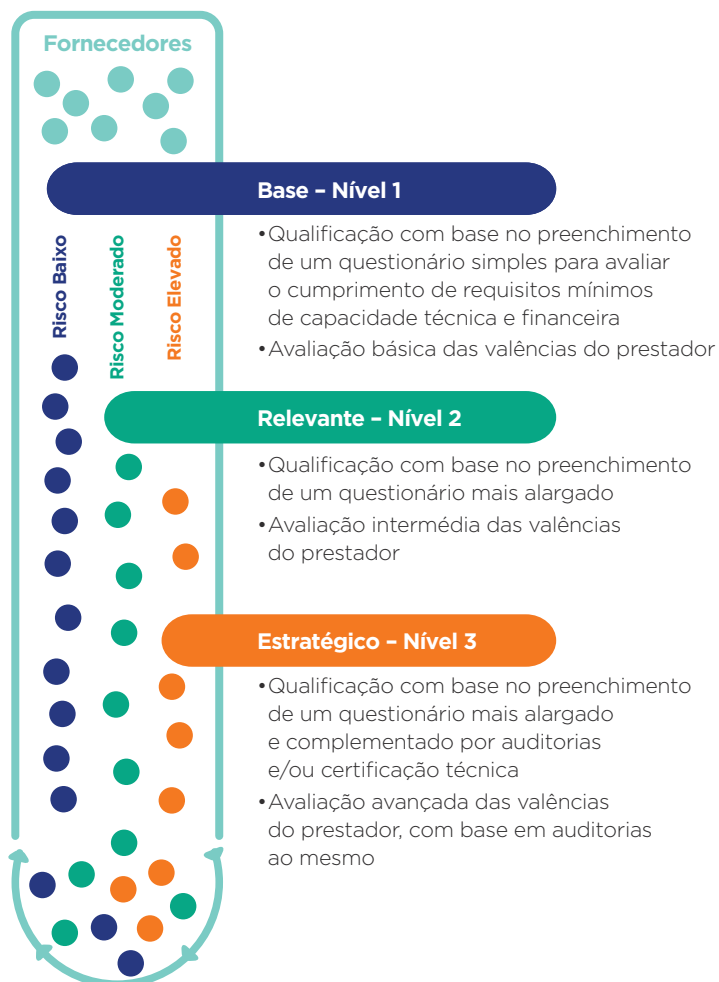 Fornecedores
Base – Nível 1
Risco Baixo
Risco Moderado
Risco Elevado
•Qualificação com base no preenchimento
de um questionário simples para avaliar
o cumprimento de requisitos mínimos
de capacidade técnica e financeira
•Avaliação básica das valências do prestador
Relevante – Nível 2
•Qualificação com base no preenchimento
de um questionário mais alargado
•Avaliação intermédia das valências
do prestador
Estratégico – Nível 3
•Qualificação com base no preenchimento
de um questionário mais alargado
e complementado por auditorias
e/ou certificação técnica
•Avaliação avançada das valências
do prestador, com base em auditorias
ao mesmo